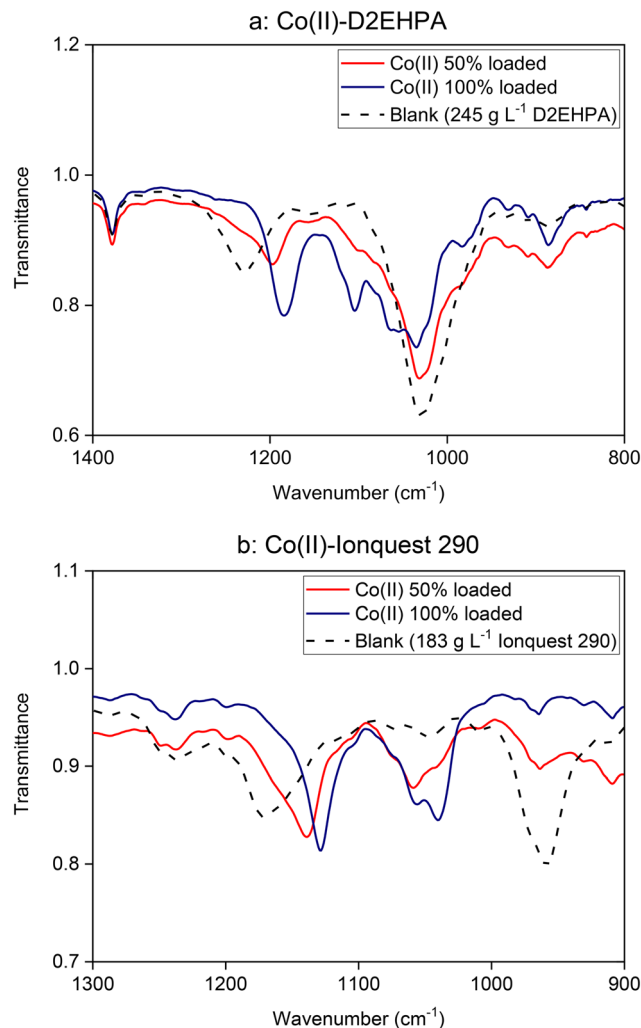 a: Co(II)-D2EHPA
1.2
Co(II) 50% loaded
Co(II) 100% loaded
Blank (245 g L⁻¹ D2EHPA)
1.0
Transmittance
0.8
0.6
1400
1200
1000
800
Wavenumber (cm⁻¹)
b: Co(II)-Ionquest 290
1.1
Co(II) 50% loaded
Co(II) 100% loaded
Blank (183 g L⁻¹ Ionquest 290)
1.0
Transmittance
0.9
0.8
0.7
1300
1200
1100
1000
900
Wavenumber (cm⁻¹)